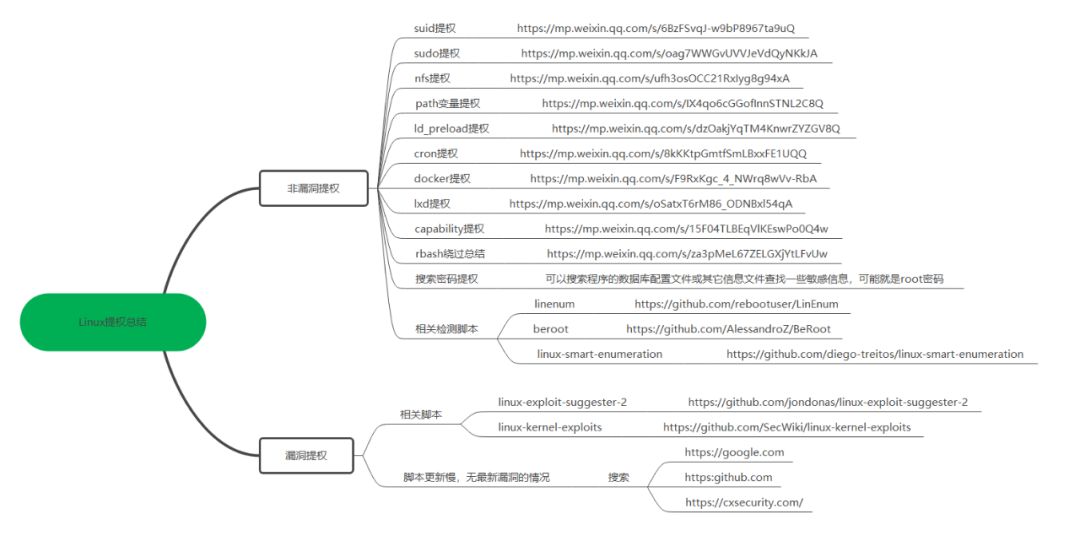 Linux提权总结
非漏洞提权
suid提权 https://mp.weixin.qq.com/s/6BzFSvqJ-w9bP8967ta9uQ
sudo提权 https://mp.weixin.qq.com/s/oag7WWGvUVVJeVdQyNKkJA
nfs提权 https://mp.weixin.qq.com/s/ufh3osOCC21Rxlyg8g94xA
path变量提权 https://mp.weixin.qq.com/s/lX4qo6cGGofInnSTNL2C8Q
ld_preload提权 https://mp.weixin.qq.com/s/dzOakjYqTM4KnwrZYZGV8Q
cron提权 https://mp.weixin.qq.com/s/8kKKtpGmtfSmLBxxFE1UQQ
docker提权 https://mp.weixin.qq.com/s/F9RxKgc_4_NWrq8wVv-RbA
lxd提权 https://mp.weixin.qq.com/s/oSatxT6rM86_ODNBxl54qA
capability提权 https://mp.weixin.qq.com/s/15F04TLBEqVlKEswPo0Q4w
rbash绕过总结 https://mp.weixin.qq.com/s/za3pMeL67ZELGXjYtLFvUw
搜索密码提权 可以搜索程序的数据库配置文件或其它信息文件查找一些敏感信息，可能就是root密码
相关检测脚本
linenum https://github.com/rebootuser/LinEnum
beroot https://github.com/AlessandroZ/BeRoot
linux-smart-enumeration https://github.com/diego-treitos/linux-smart-enumeration
漏洞提权
相关脚本
linux-exploit-suggester-2 https://github.com/jondonas/linux-exploit-suggester-2
linux-kernel-exploits https://github.com/SecWiki/linux-kernel-exploits
脚本更新慢，无最新漏洞的情况 搜索
https://google.com
https:github.com
https://cxsecurity.com/